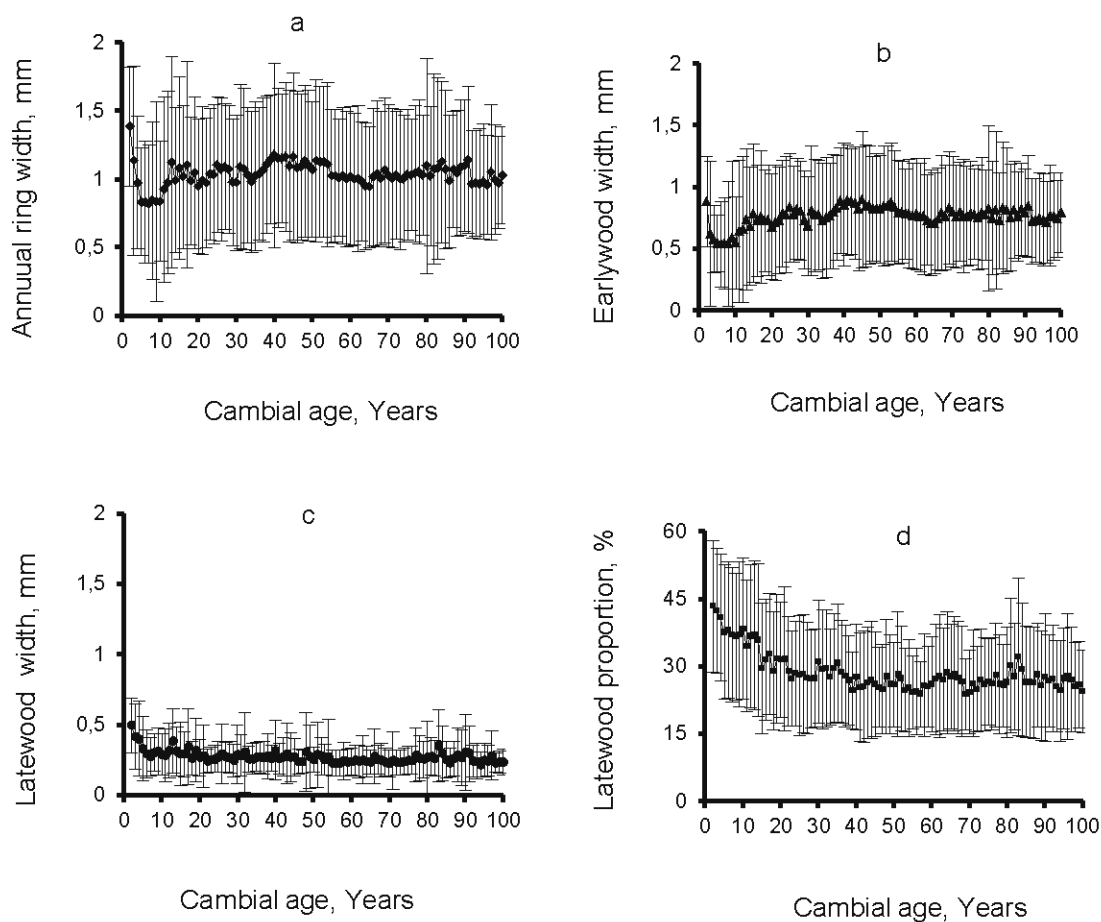 a
Annual ring width, mm
2
1,5
1
0,5
0
0 10 20 30 40 50 60 70 80 90 100
Cambial age, Years
b
Earlywood width, mm
2
1,5
1
0,5
0
0 10 20 30 40 50 60 70 80 90 100
Cambial age, Years
c
Latewood width, mm
2
1,5
1
0,5
0
0 10 20 30 40 50 60 70 80 90 100
Cambial age, Years
d
Latewood proportion, %
60
45
30
15
0
0 10 20 30 40 50 60 70 80 90 100
Cambial age, Years